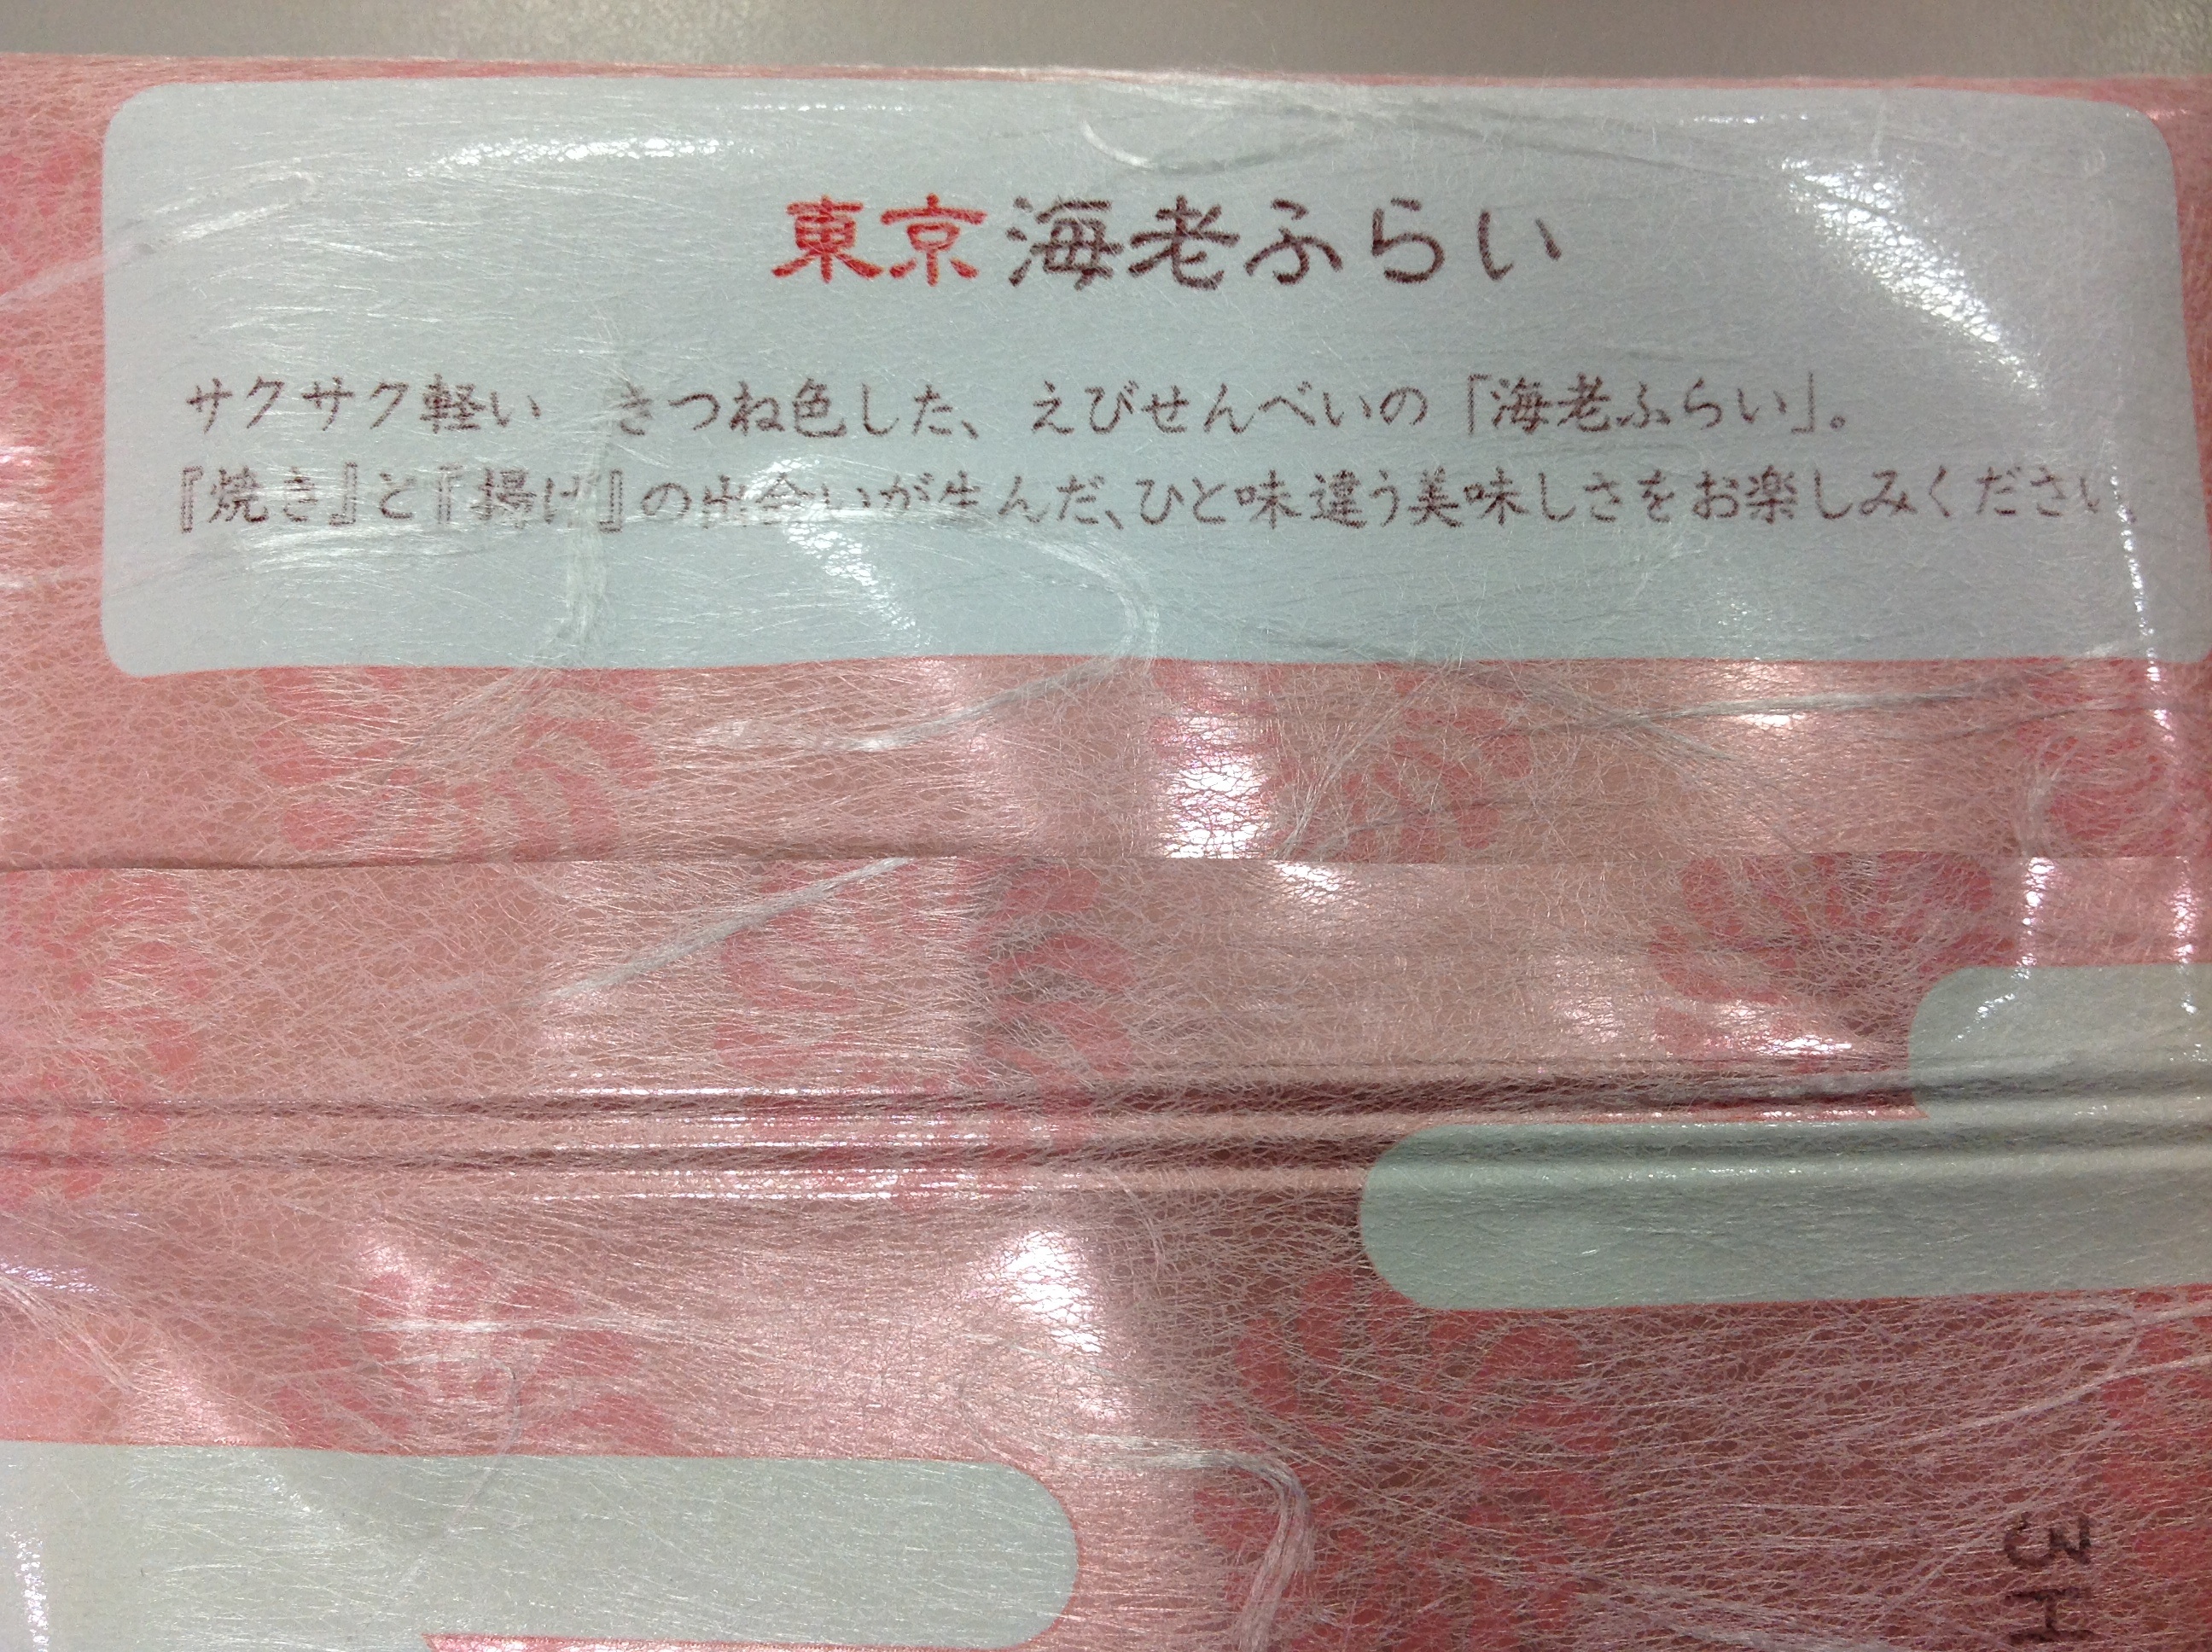 東京海老ふらい
サクサク軽い　きつね色した、えびせんべいの「海老ふらい」。
『焼き』と『揚げ』の出会いが生んだ、ひと味違う美味しさをお楽しみください。
3H